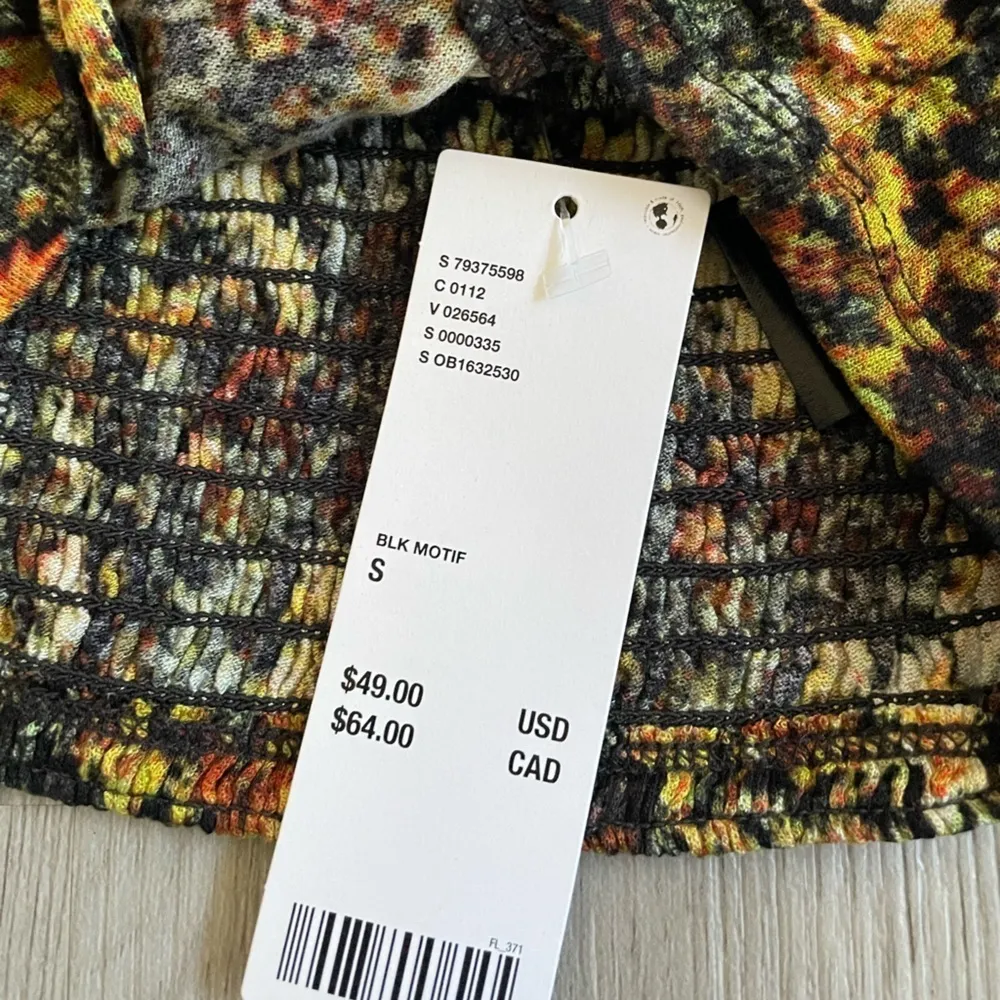 S 79375598
C 0112
V 026564
S 0000335
S OB1632530
BLK MOTIF
S
$49.00 USD
$64.00 CAD
FL_371